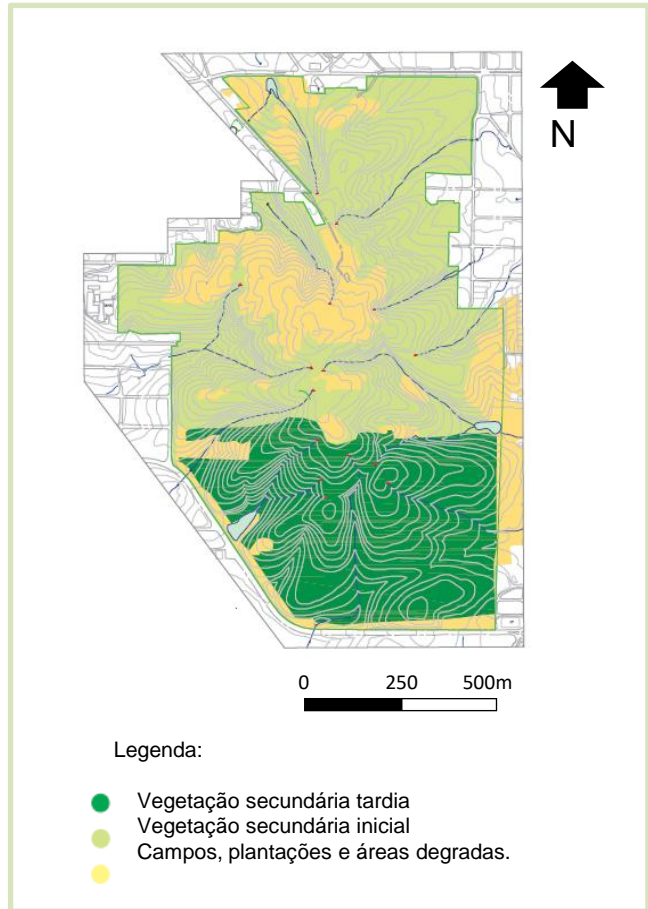 N
0 250 500m
Legenda:
Vegetação secundária tardia
Vegetação secundária inicial
Campos, plantações e áreas degradas.